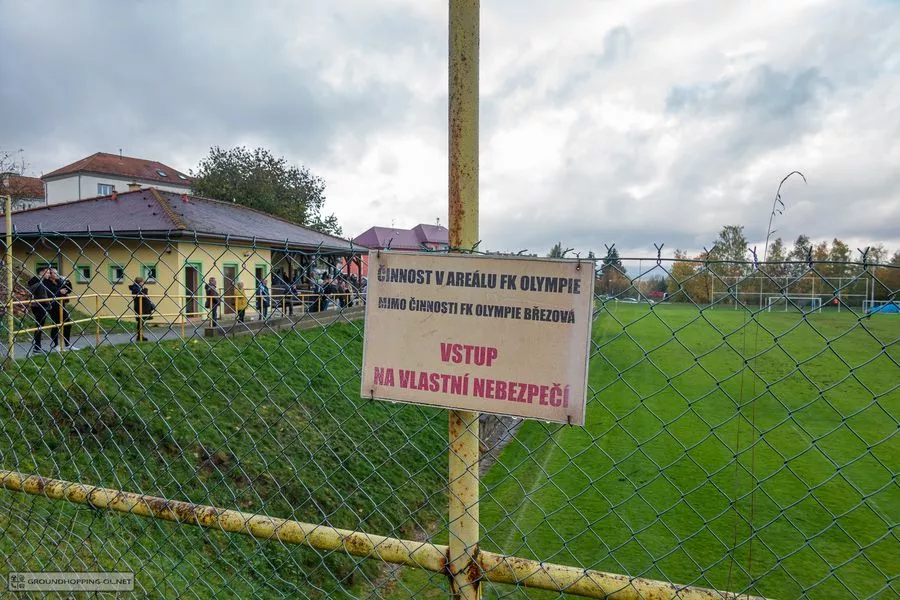 ČINNOST V AREÁLU FK OLYMPIE
MIMO ČINNOSTI FK OLYMPIE BŘEZOVÁ
VSTUP
NA VLASTNÍ NEBEZPEČÍ
GROUNDHOPPING-GL.NET